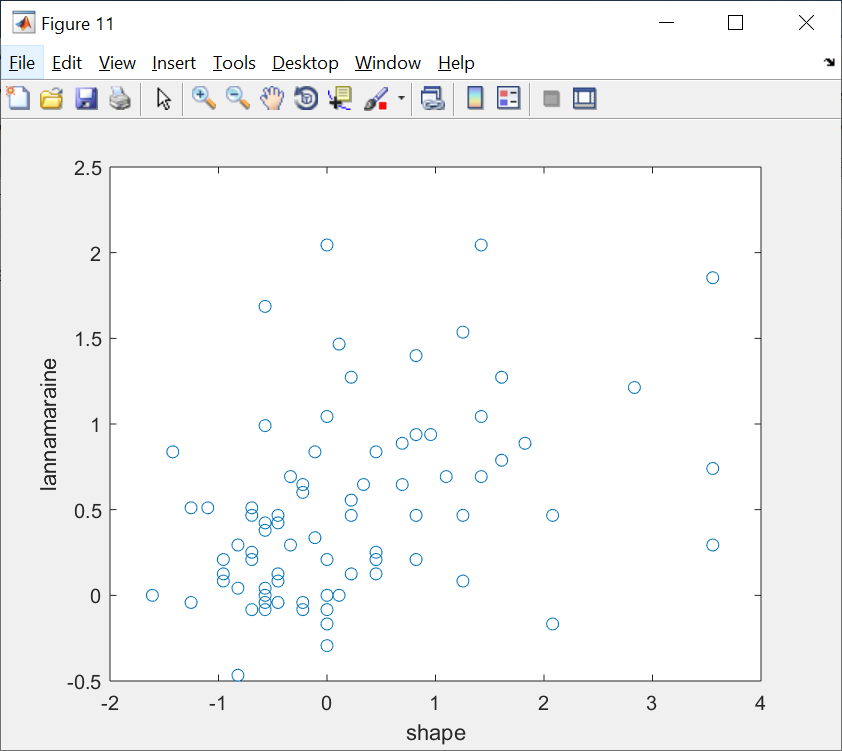 Figure 11
File Edit View Insert Tools Desktop Window Help
2.5
2
1.5
1
0.5
0
-0.5
lannamaraine
-2 -1 0 1 2 3 4
shape